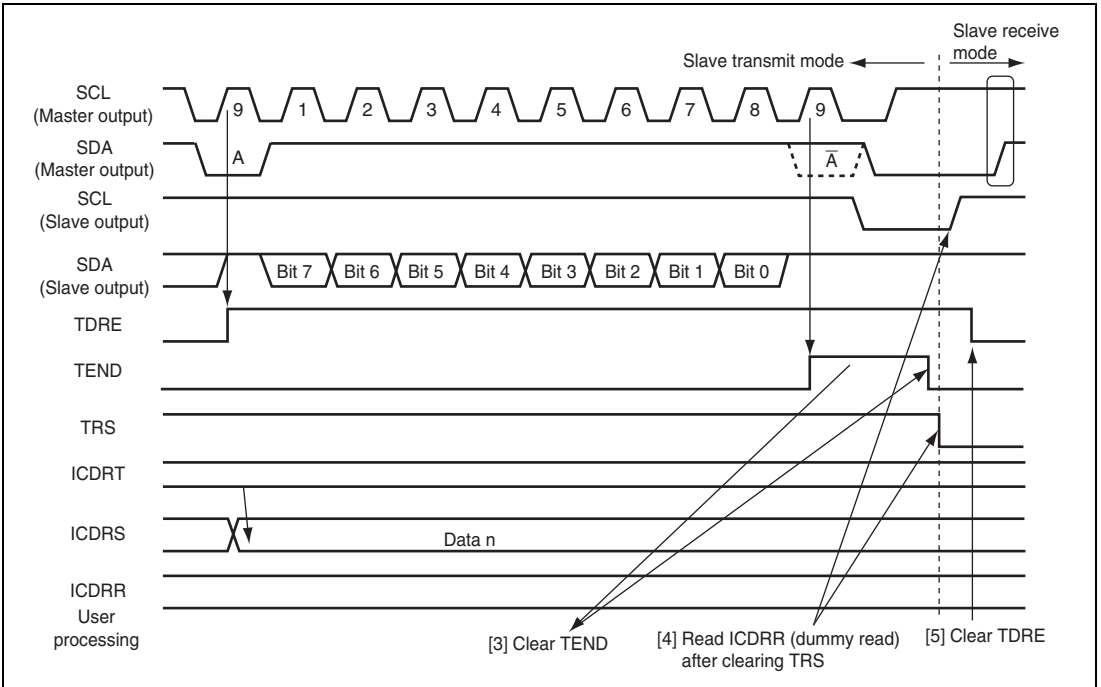 Slave receive
mode
Slave transmit mode
SCL
(Master output)
9 1 2 3 4 5 6 7 8 9
SDA
(Master output)
A A̅
SCL
(Slave output)
SDA
(Slave output)
Bit 7 Bit 6 Bit 5 Bit 4 Bit 3 Bit 2 Bit 1 Bit 0
TDRE
TEND
TRS
ICDRT
ICDRS
Data n
ICDRR
User
processing
[3] Clear TEND
[4] Read ICDRR (dummy read)
after clearing TRS
[5] Clear TDRE